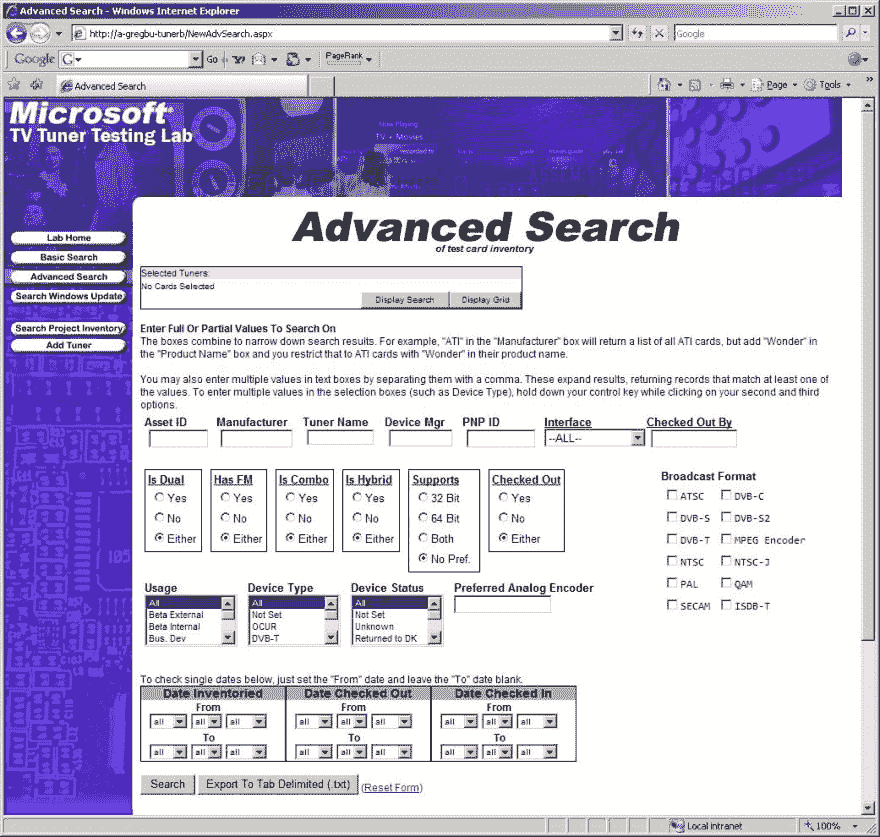 Advanced Search - Windows Internet Explorer
http://a-gregbu-tunerb/NewAdvSearch.aspx
Google
Google G Go PageRank
Advanced Search
Page Tools
Microsoft
TV Tuner Testing Lab
Now Playing
TV + Movies
recorded tv
guide movies guide play
Advanced Search
of test card inventory
Lab Home
Basic Search
Advanced Search
Search Windows Update
Search Project Inventory
Add Tuner
Selected Tuners:
No Cards Selected
Display Search Display Grid
Enter Full Or Partial Values To Search On
The boxes combine to narrow down search results. For example, "ATI" in the "Manufacturer" box will return a list of all ATI cards, but add "Wonder" in
the "Product Name" box and you restrict that to ATI cards with "Wonder" in their product name.
You may also enter multiple values in text boxes by separating them with a comma. These expand results, returning records that match at least one of
the values. To enter multiple values in the selection boxes (such as Device Type), hold down your control key while clicking on your second and third
options.
Asset ID Manufacturer Tuner Name Device Mgr PNP ID Interface Checked Out By
--ALL--
Is Dual Has FM Is Combo Is Hybrid Supports Checked Out
Yes Yes Yes Yes 32 Bit Yes
No No No No 64 Bit No
Either Either Either Either Both Either
No Pref.
Broadcast Format
ATSC DVB-C
DVB-S DVB-S2
DVB-T MPEG Encoder
NTSC NTSC-J
PAL QAM
SECAM ISDB-T
Usage Device Type Device Status Preferred Analog Encoder
All All All
Beta External Not Set Not Set
Beta Internal OCUR Unknown
Bus. Dev DVB-T Returned to DK
To check single dates below, just set the "From" date and leave the "To" date blank.
Date Inventoried Date Checked Out Date Checked In
From From From
all all all all all all all all all
To To To
all all all all all all all all all
Search Export To Tab Delimited (.txt) (Reset Form)
Local intranet 100%